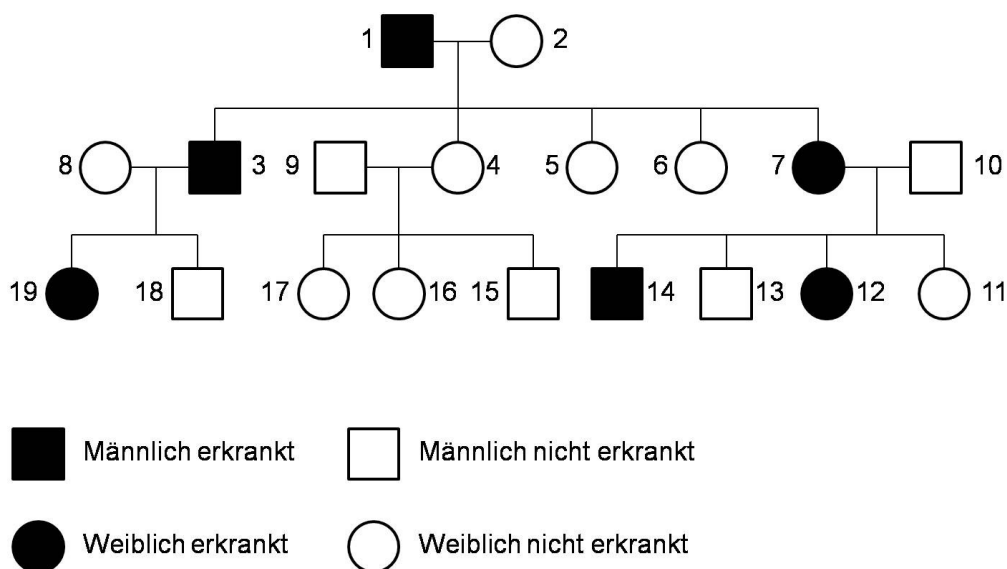 1 2
8 3 9 4 5 6 7 10
19 18 17 16 15 14 13 12 11
Männlich erkrankt Männlich nicht erkrankt
Weiblich erkrankt Weiblich nicht erkrankt